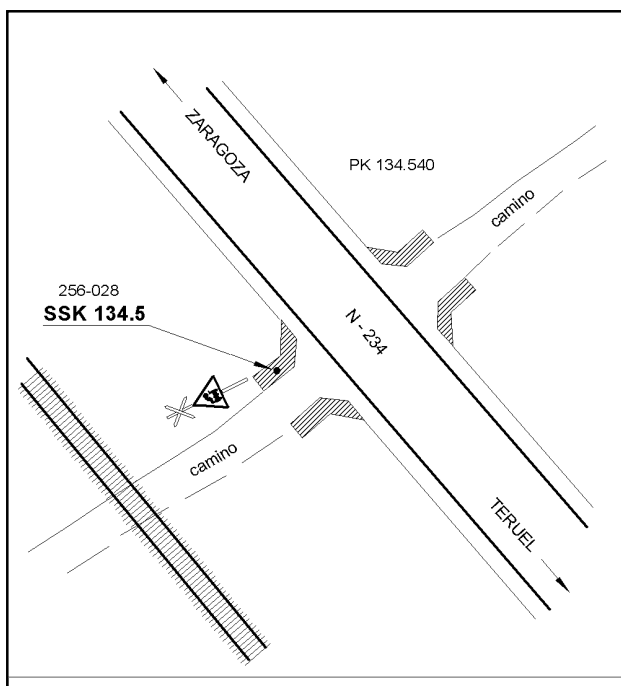 ZARAGOZA
PK 134.540
camino
256-028
SSK 134.5
N - 234
camino
TERUEL